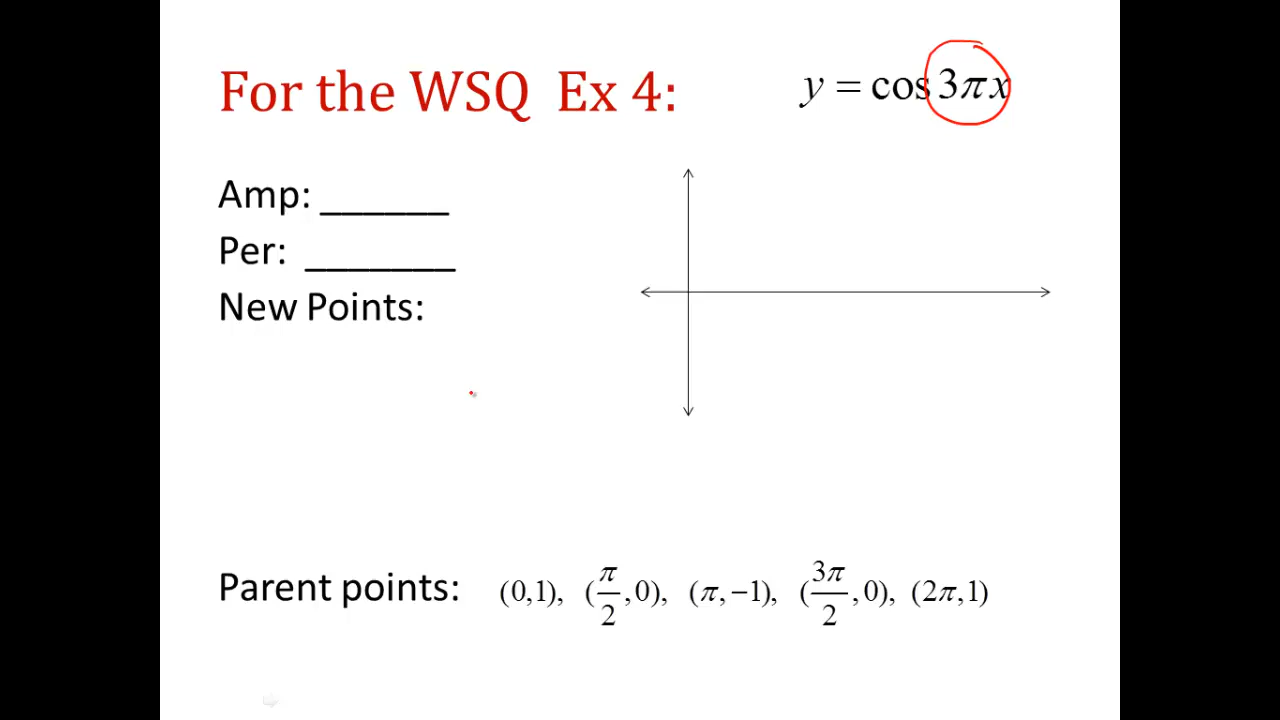 For the WSQ Ex 4: y = cos 3πx
Amp: ______
Per: _______
New Points:
Parent points: (0,1), (π/2,0), (π,−1), (3π/2,0), (2π,1)